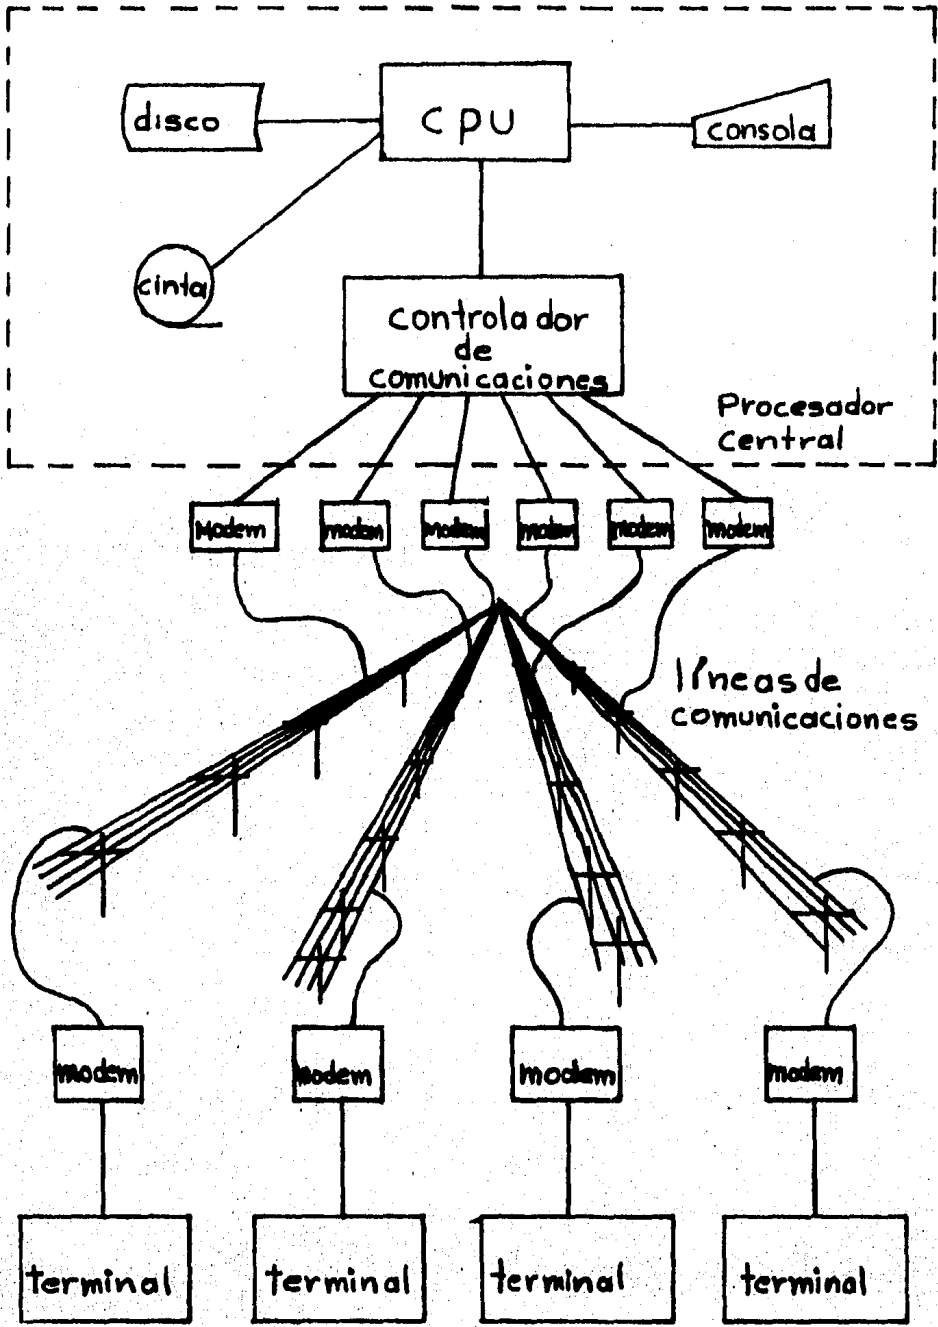 CPU
disco
consola
cinta
controlador
de
comunicaciones
Procesador
Central
Modem
modem
modem
modem
modem
modem
líneas de
comunicaciones
modem
modem
modem
modem
terminal
terminal
terminal
terminal